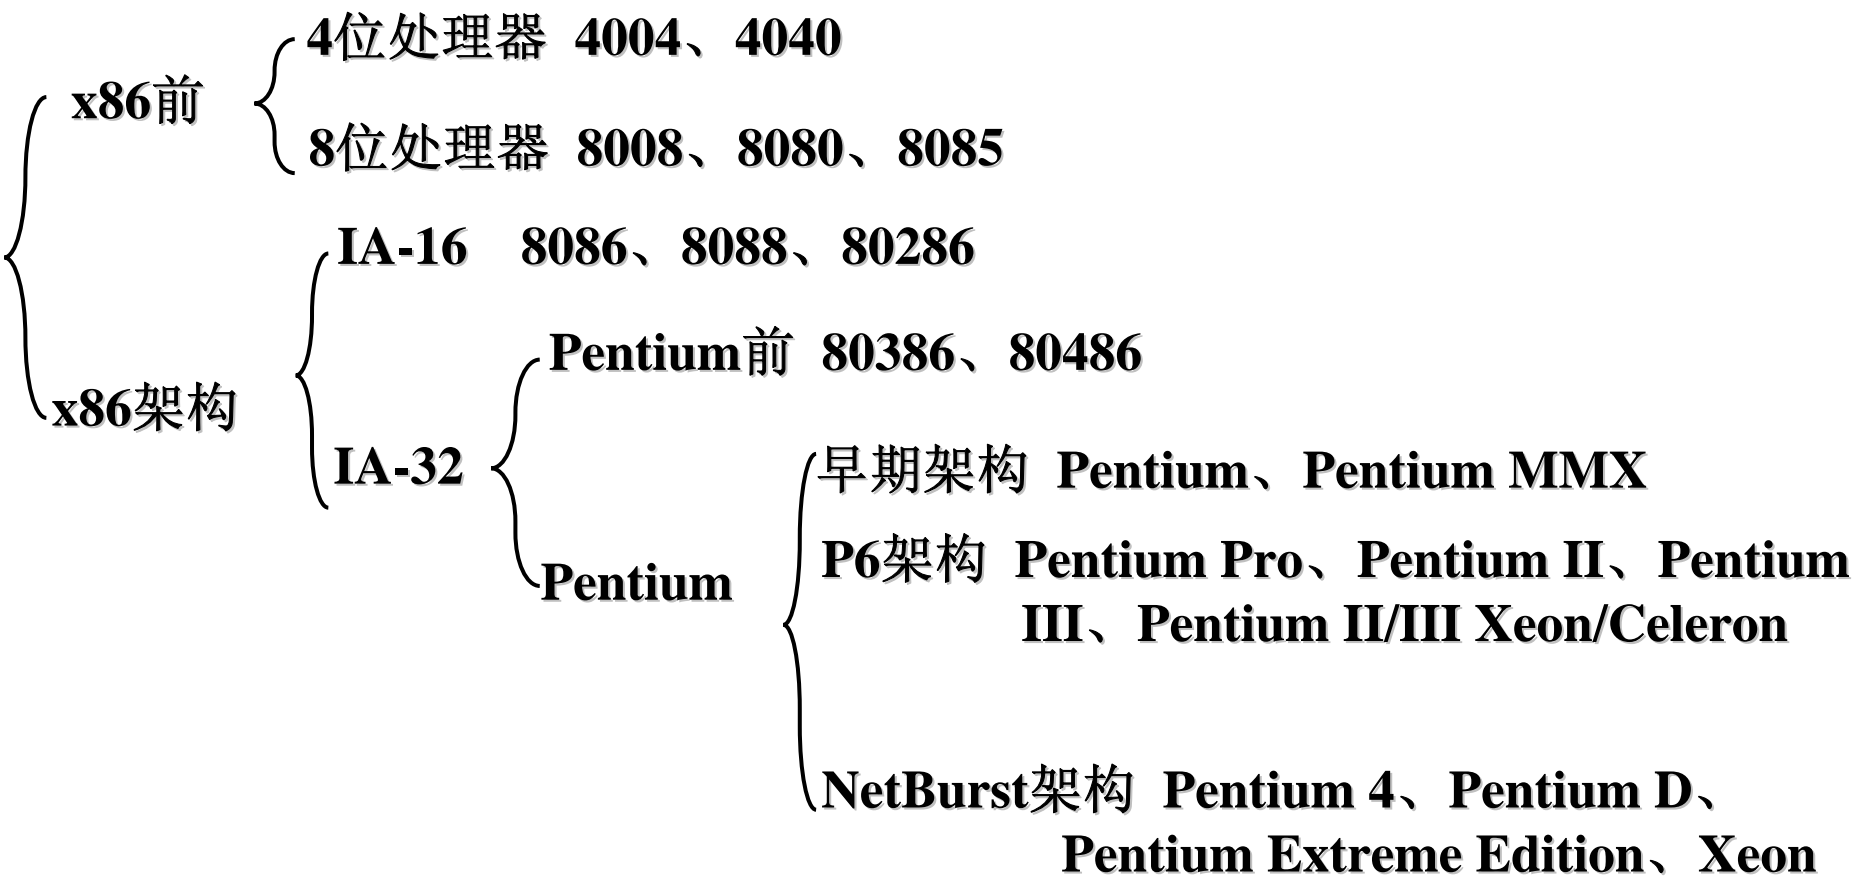 4位处理器 4004、4040
x86前
8位处理器 8008、8080、8085
IA-16 8086、8088、80286
Pentium前 80386、80486
x86架构
IA-32
早期架构 Pentium、Pentium MMX
P6架构 Pentium Pro、Pentium II、Pentium
III、Pentium II/III Xeon/Celeron
Pentium
NetBurst架构 Pentium 4、Pentium D、
Pentium Extreme Edition、Xeon